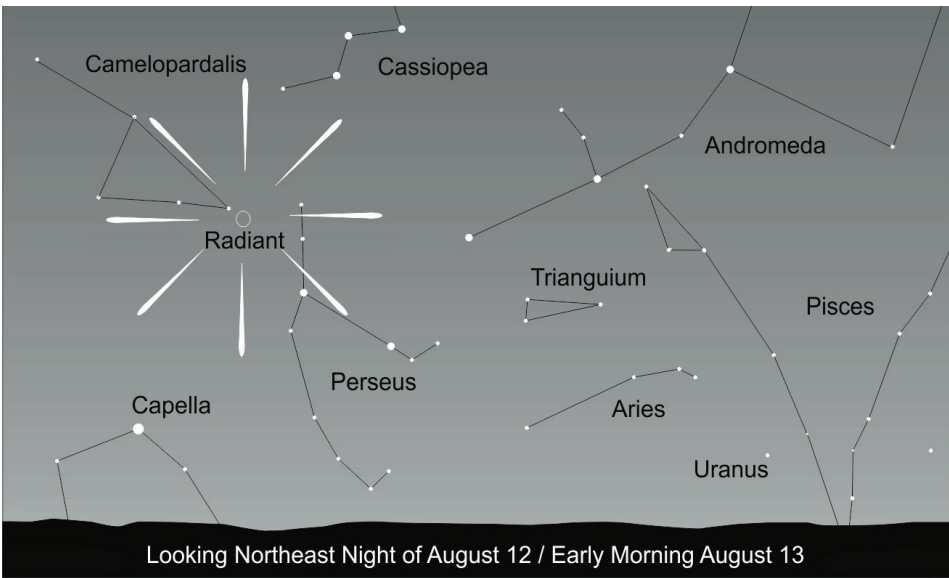 Camelopardalis
Cassiopea
Andromeda
Radiant
Trianguium
Pisces
Perseus
Capella
Aries
Uranus
Looking Northeast Night of August 12 / Early Morning August 13